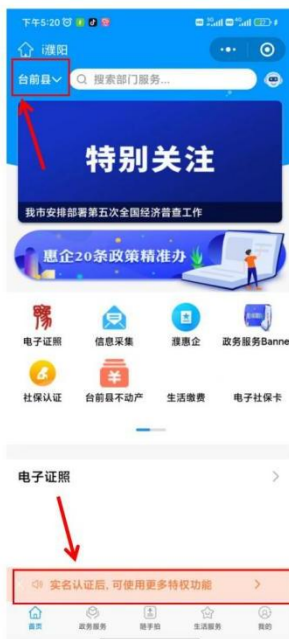 下午5:20
i濮阳
台前县
搜索部门服务...
特别关注
我市安排部署第五次全国经济普查工作
惠企20条政策精准办
豫
电子证照
信息采集
濮惠企
政务服务Banne
社保认证
台前县不动产
生活缴费
电子社保卡
电子证照
实名认证后,可使用更多特权功能
首页
政务服务
随手拍
生活服务
我的